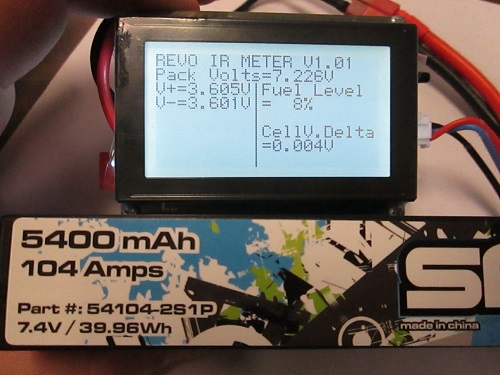 REVO IR METER V1.01
Pack Volts=7.226V
V+=3.605V
V-=3.601V
Fuel Level
= 8%
CellV.Delta
=0.004V
5400 mAh
104 Amps
Part #: 54104-2S1P
7.4V / 39.96Wh
made in china